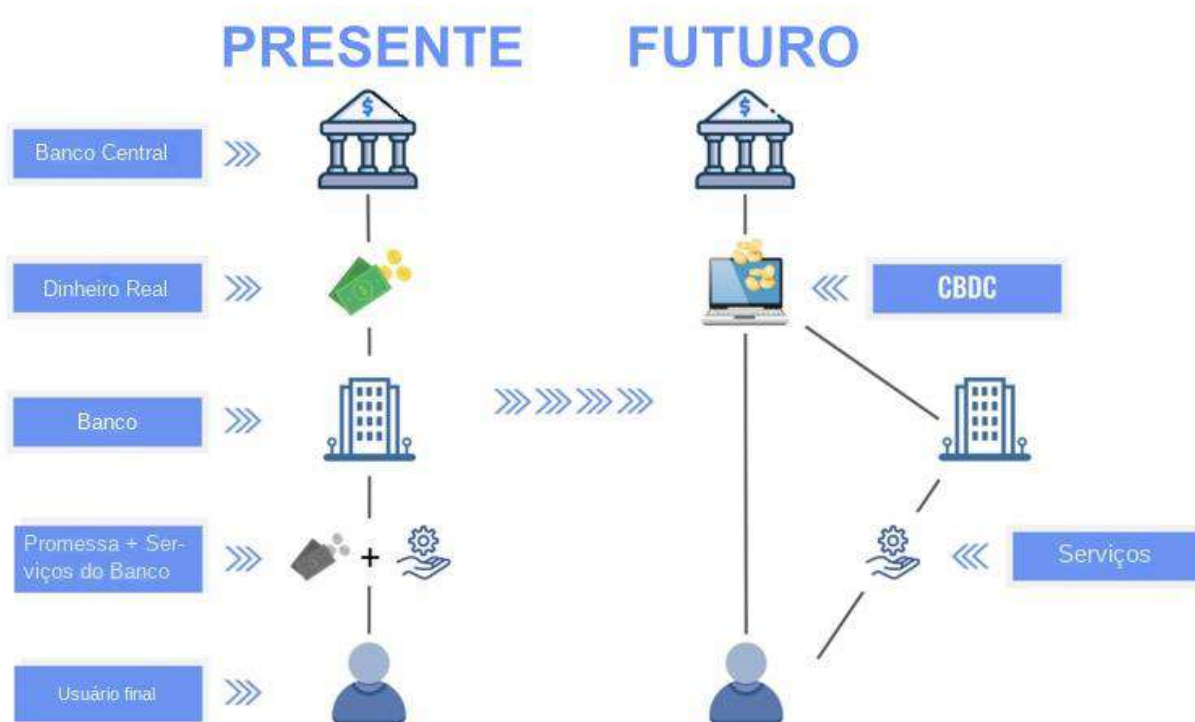 PRESENTE
FUTURO
Banco Central
Dinheiro Real
CBDC
Banco
Promessa + Ser-
viços do Banco
Serviços
Usuário final